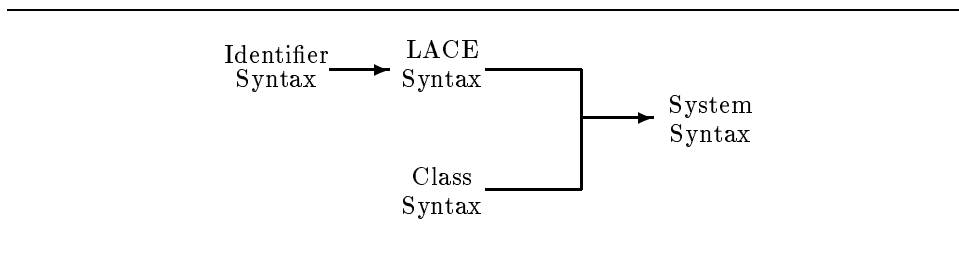 Identifier
Syntax
LACE
Syntax
System
Syntax
Class
Syntax